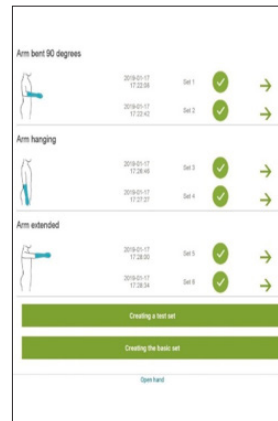 Arm bent 90 degrees
2019-01-17
17:22:06 Set 1
2019-01-17
17:22:42 Set 2
Arm hanging
2019-01-17
Set 3
2019-01-17
17:27:27 Set 4
Arm extended
2019-01-17
17:28:00 Set 5
2019-01-17
17:28:34 Set 6
Creating a test set
Creating the basic set
Open hand